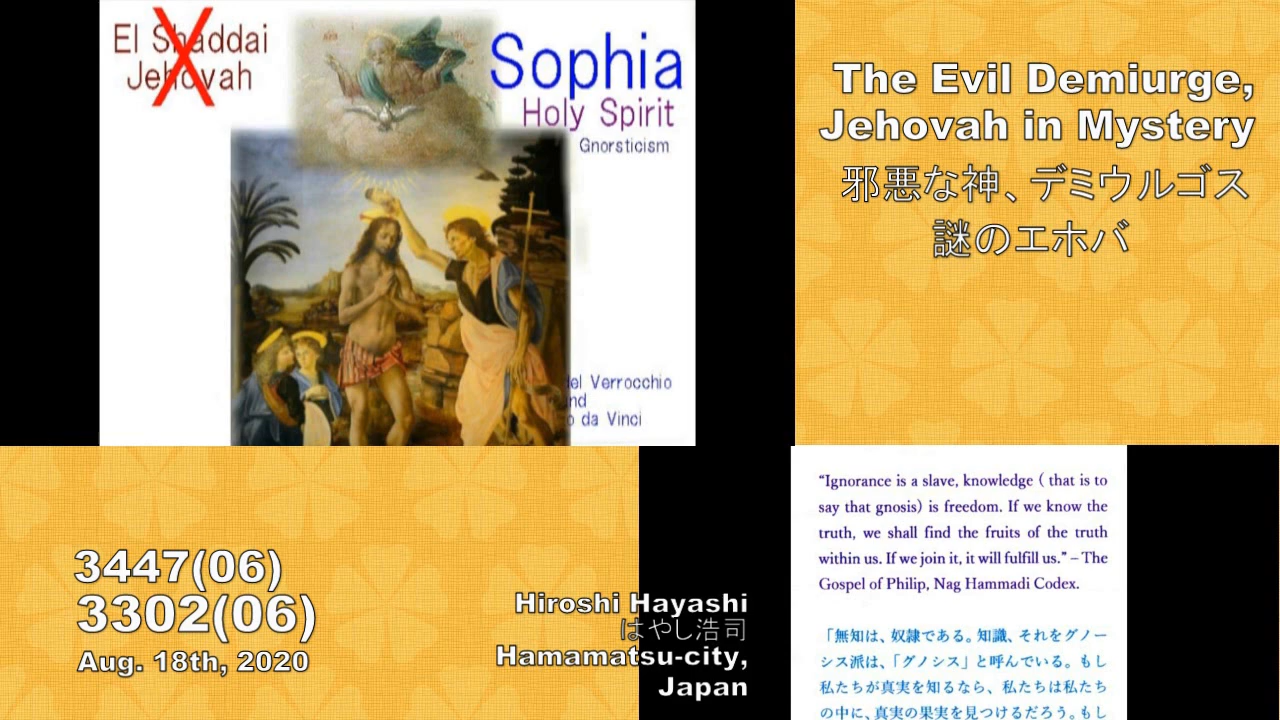 El Shaddai
Jehovah
Sophia
Holy Spirit
Gnorsticism
del Verrocchio
and
da Vinci
The Evil Demiurge,
Jehovah in Mystery
邪悪な神、デミウルゴス
謎のエホバ
3447(06)
3302(06)
Aug. 18th, 2020
Hiroshi Hayashi
はやし浩司
Hamamatsu-city,
Japan
“Ignorance is a slave, knowledge ( that is to
say that gnosis) is freedom. If we know the
truth, we shall find the fruits of the truth
within us. If we join it, it will fulfill us.” – The
Gospel of Philip, Nag Hammadi Codex.
「無知は、奴隷である。知識、それをグノー
シス派は、「グノシス」と呼んでいる。もし
私たちが真実を知るなら、私たちは私たち
の中に、真実の果実を見つけるだろう。もし